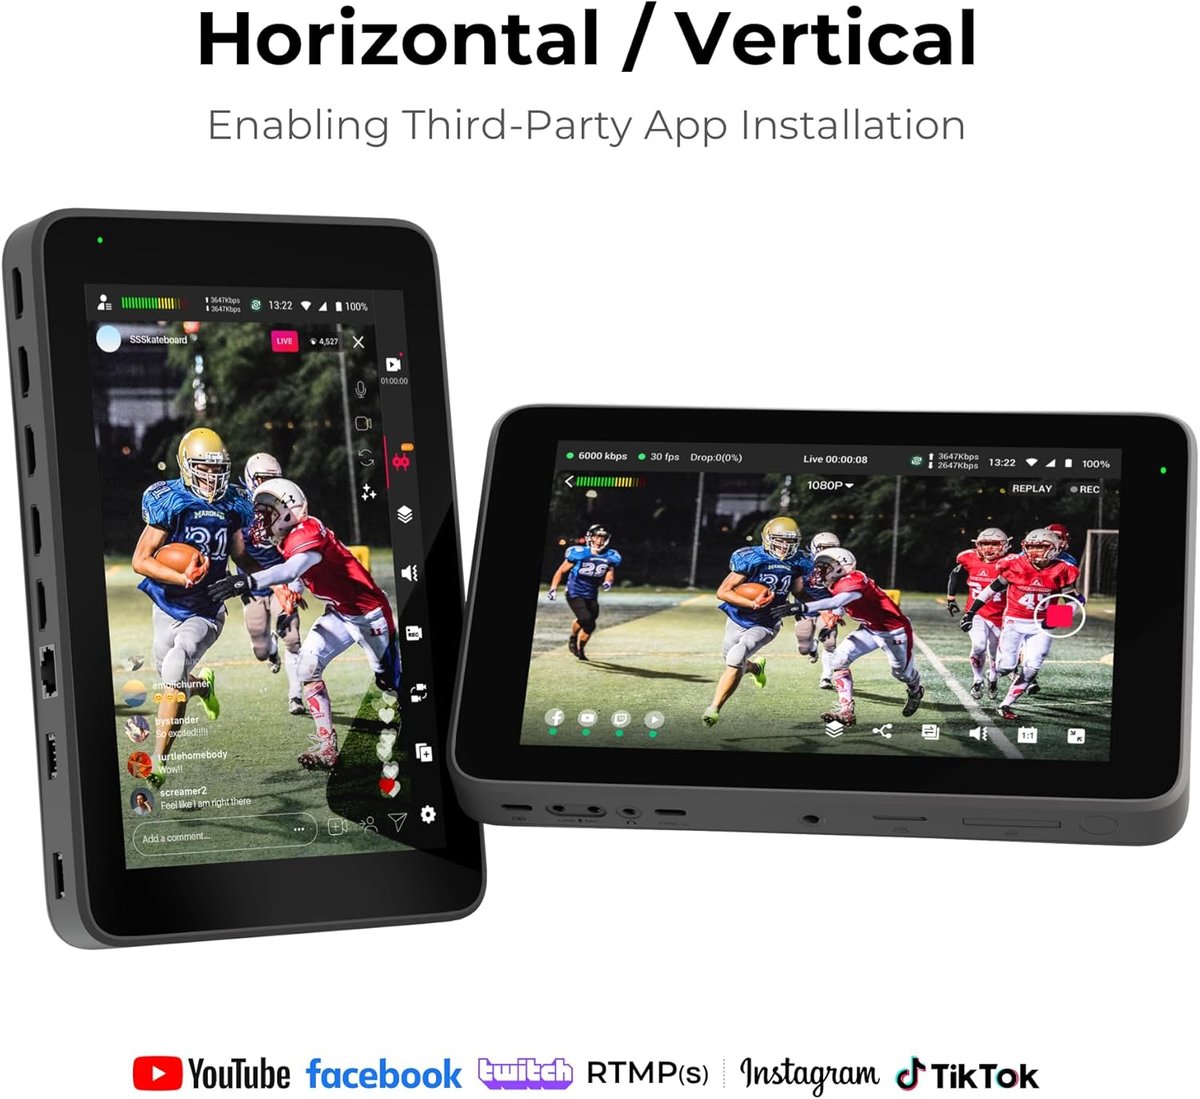 Horizontal / Vertical
Enabling Third-Party App Installation
3647Kbps
3647Kbps
13:22
100%
SSSkateboard
LIVE
4,527
01:00:00
31
REC
emojichurner
bystander
So excited!!!!!
turtlehomebody
Wow!!
screamer2
Feel like I am right there
Add a comment...
6000 kbps
30 fps
Drop:0(0%)
Live 00:00:08
3647Kbps
2647Kbps
13:22
100%
1080P
REPLAY
REC
31
1:1
YouTube
facebook
twitch
RTMP(s)
Instagram
TikTok